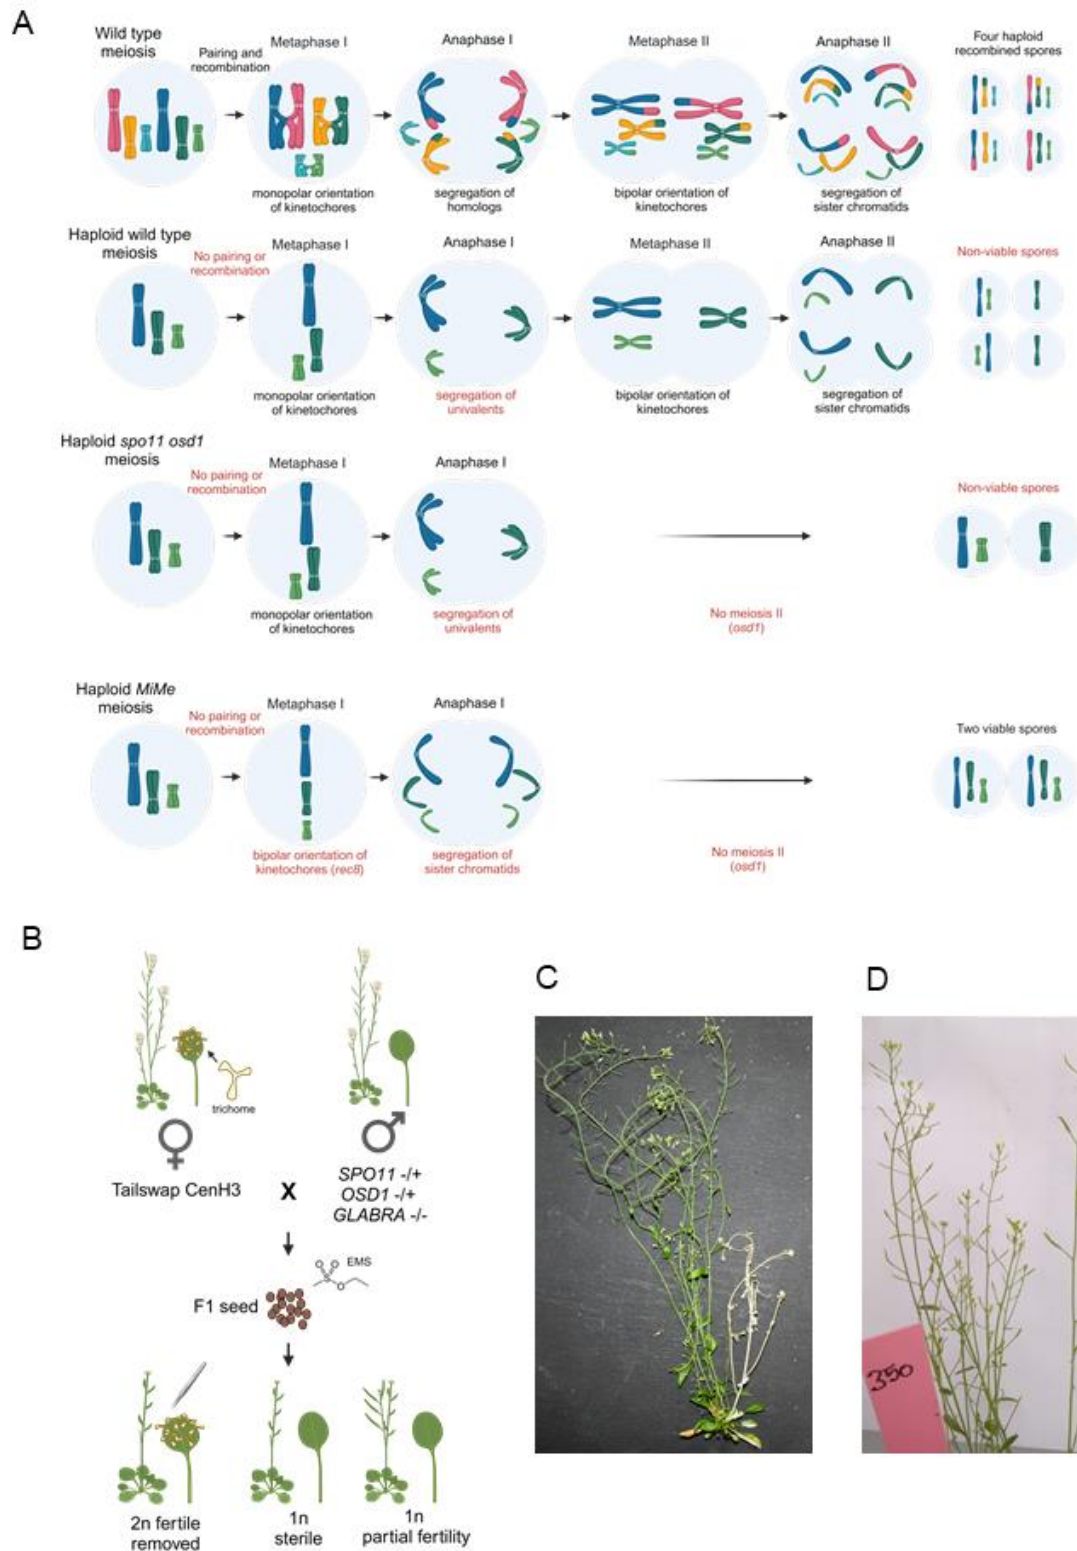 A
Wild type
meiosis
Pairing and
recombination
Metaphase I
Anaphase I
Metaphase II
Anaphase II
Four haploid
recombined spores
monopolar orientation
of kinetochores
segregation of
homologs
bipolar orientation of
kinetochores
segregation of
sister chromatids
Haploid wild type
meiosis
No pairing or
recombination
Metaphase I
Anaphase I
Metaphase II
Anaphase II
Non-viable spores
monopolar orientation
of kinetochores
segregation of
univalents
bipolar orientation of
kinetochores
segregation of
sister chromatids
Haploid spo11 osd1
meiosis
No pairing or
recombination
Metaphase I
Anaphase I
Non-viable spores
monopolar orientation
of kinetochores
segregation of
univalents
No meiosis II
(osd1)
Haploid MiMe
meiosis
No pairing or
recombination
Metaphase I
Anaphase I
Two viable spores
bipolar orientation of
kinetochores (rec8)
segregation of
sister chromatids
No meiosis II
(osd1)
B
trichome
Tailswap CenH3
X
SPO11 -/+
OSD1 -/+
GLABRA -/-
EMS
O
O
S
O
F1 seed
2n fertile
removed
1n
sterile
1n
partial fertility
C
D
350